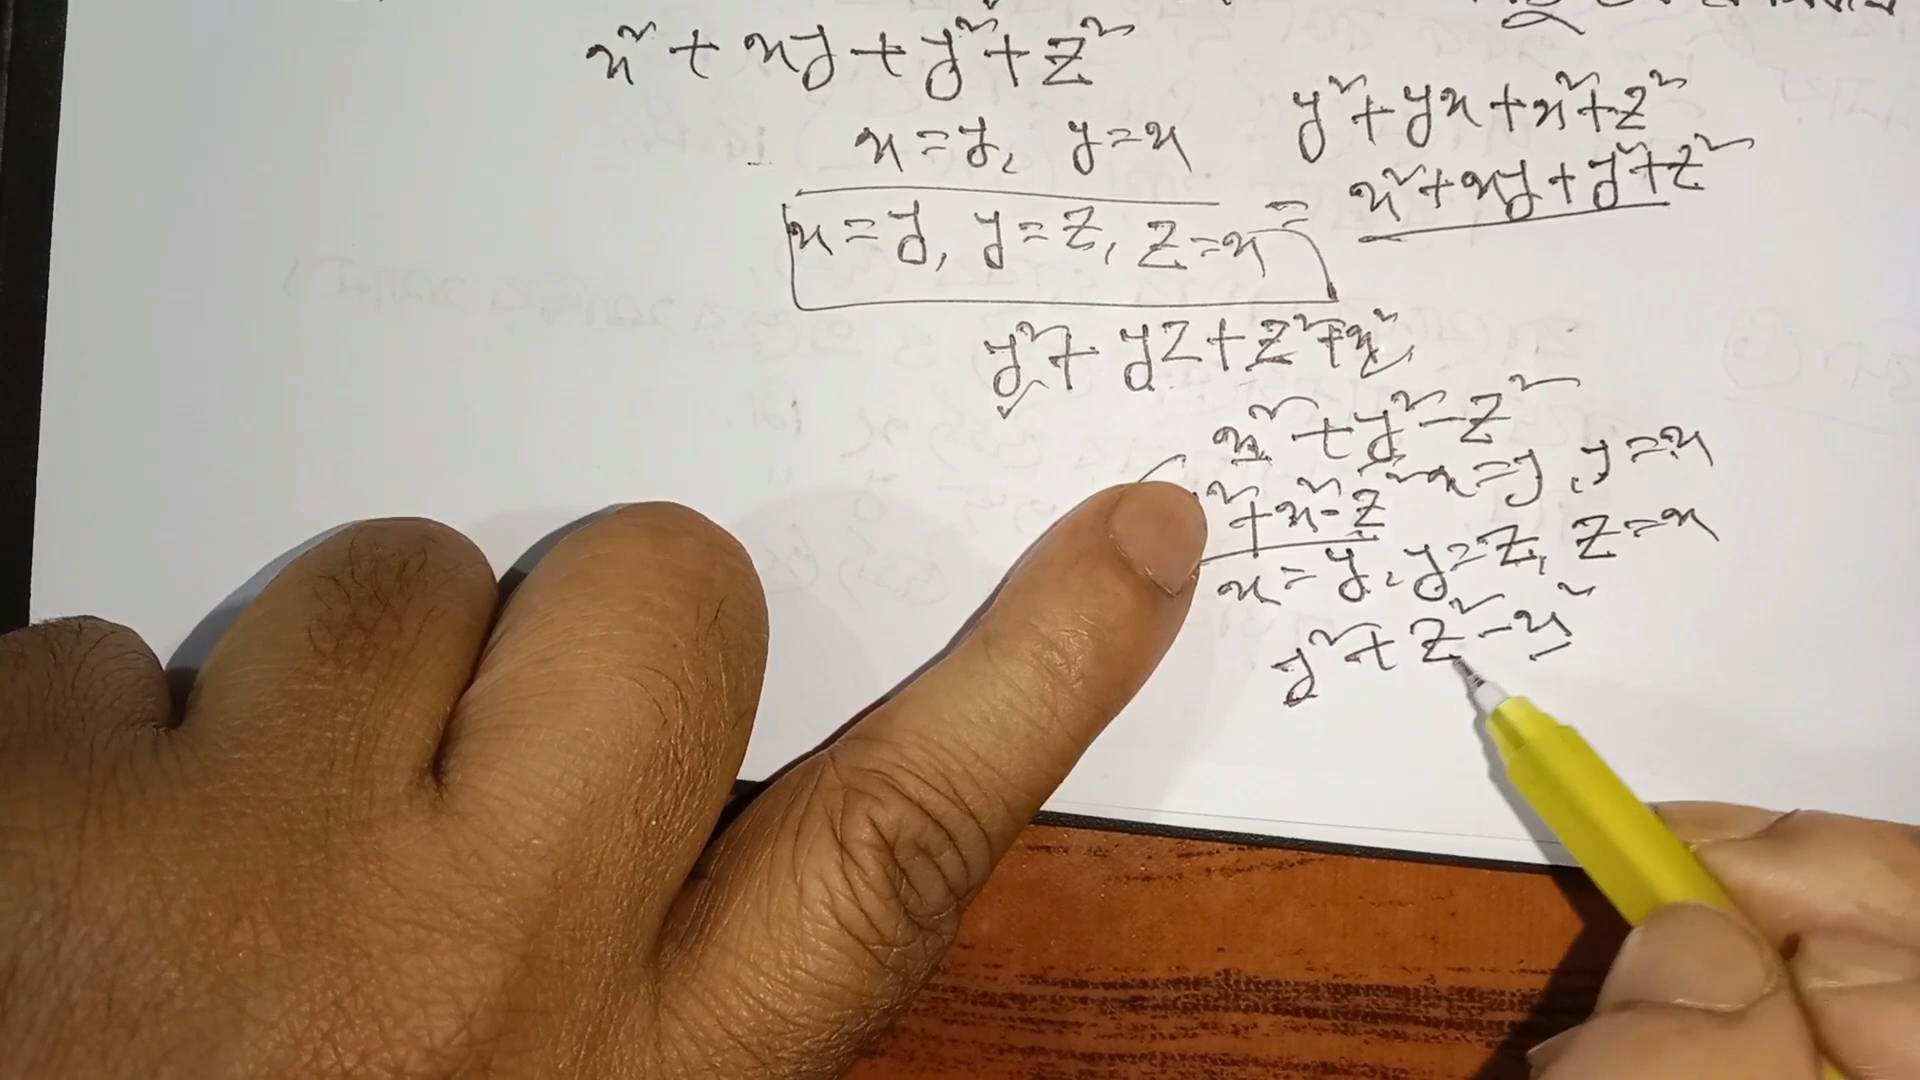 x² + xy + y² + z²
x = y, y = x
x = y, y = z, z = x
y² + yx + x² + z²
= x² + xy + y² + z²
y² + yz + z² + x²
x² + y² - z²
x = y, y = x
² + x² - z²
x = y, y = z, z = x
y² + z² - x²